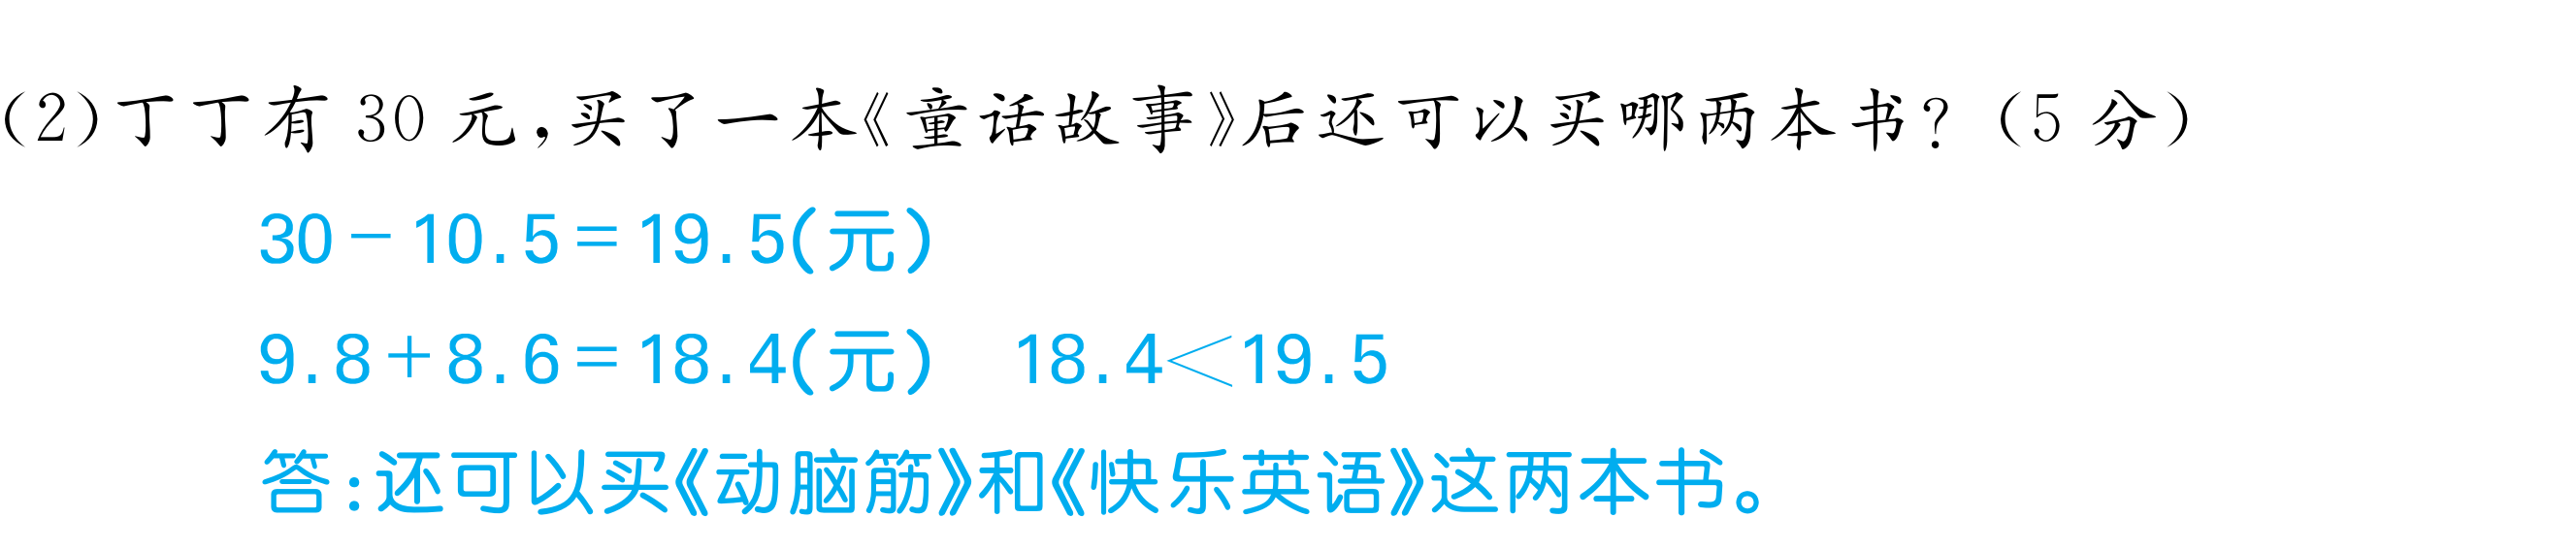 (2)丁丁有 30 元,买了一本《童话故事》后还可以买哪两本书?(5 分)
30-10.5=19.5(元)
9.8+8.6=18.4(元) 18.4<19.5
答:还可以买《动脑筋》和《快乐英语》这两本书。